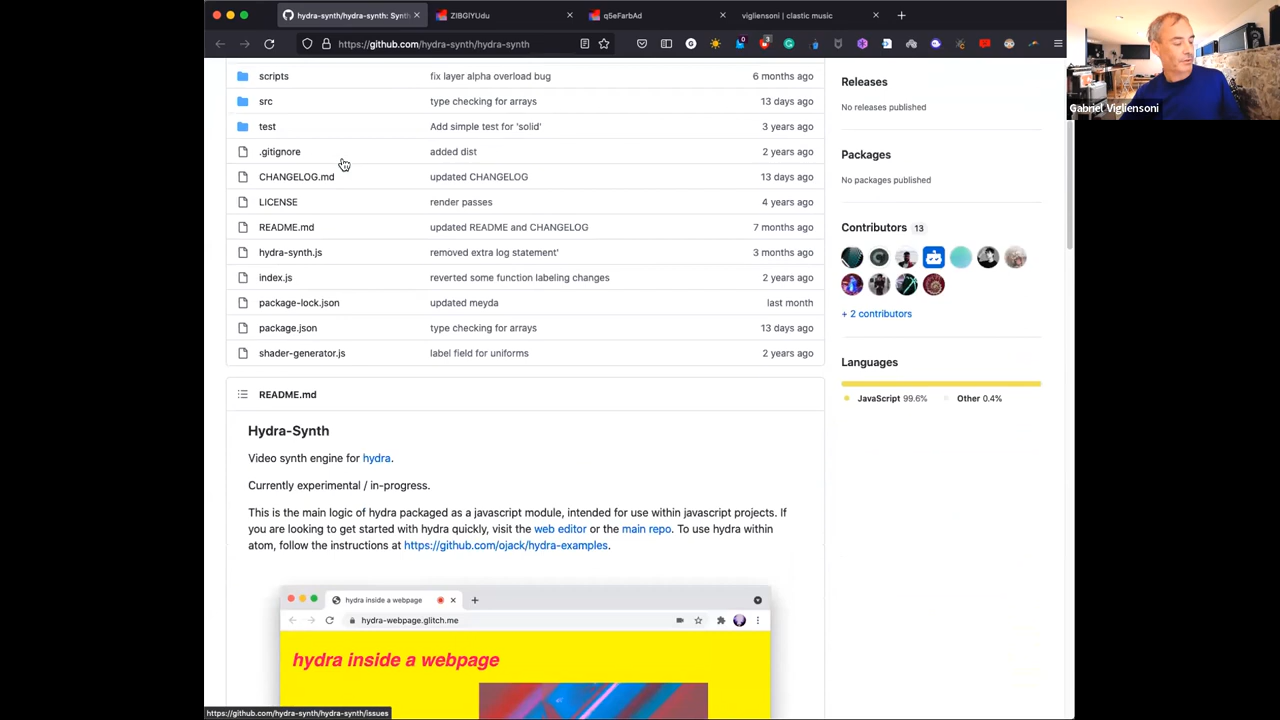 hydra-synth/hydra-synth: Synth
ZIBGlYUdu
q5eFarbAd
vigliensoni | clastic music
https://github.com/hydra-synth/hydra-synth
Gabriel Vigliensoni
scripts fix layer alpha overload bug 6 months ago
src type checking for arrays 13 days ago
test Add simple test for 'solid' 3 years ago
.gitignore added dist 2 years ago
CHANGELOG.md updated CHANGELOG 13 days ago
LICENSE render passes 4 years ago
README.md updated README and CHANGELOG 7 months ago
hydra-synth.js removed extra log statement' 3 months ago
index.js reverted some function labeling changes 2 years ago
package-lock.json updated meyda last month
package.json type checking for arrays 13 days ago
shader-generator.js label field for uniforms 2 years ago
Releases
No releases published
Packages
No packages published
Contributors 13
+ 2 contributors
Languages
JavaScript 99.6% Other 0.4%
README.md
Hydra-Synth
Video synth engine for hydra.
Currently experimental / in-progress.
This is the main logic of hydra packaged as a javascript module, intended for use within javascript projects. If
you are looking to get started with hydra quickly, visit the web editor or the main repo. To use hydra within
atom, follow the instructions at https://github.com/ojack/hydra-examples.
hydra inside a webpage
hydra-webpage.glitch.me
hydra inside a webpage
https://github.com/hydra-synth/hydra-synth/issues